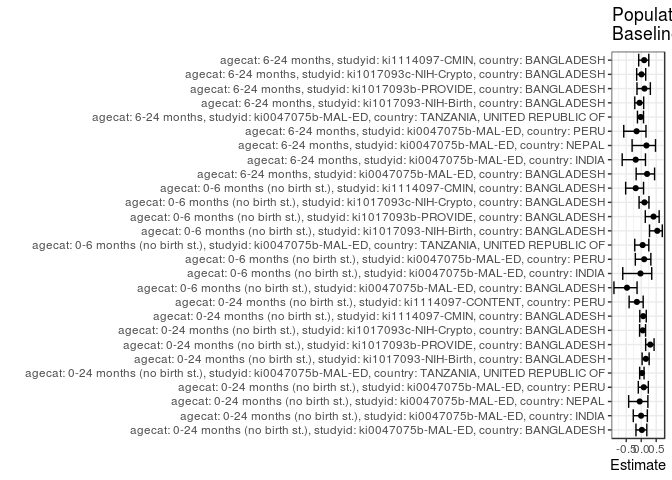 Populat
Baseline
agecat: 6-24 months, studyid: ki1114097-CMIN, country: BANGLADESH
agecat: 6-24 months, studyid: ki1017093c-NIH-Crypto, country: BANGLADESH
agecat: 6-24 months, studyid: ki1017093b-PROVIDE, country: BANGLADESH
agecat: 6-24 months, studyid: ki1017093-NIH-Birth, country: BANGLADESH
agecat: 6-24 months, studyid: ki0047075b-MAL-ED, country: TANZANIA, UNITED REPUBLIC OF
agecat: 6-24 months, studyid: ki0047075b-MAL-ED, country: PERU
agecat: 6-24 months, studyid: ki0047075b-MAL-ED, country: NEPAL
agecat: 6-24 months, studyid: ki0047075b-MAL-ED, country: INDIA
agecat: 6-24 months, studyid: ki0047075b-MAL-ED, country: BANGLADESH
agecat: 0-6 months (no birth st.), studyid: ki1114097-CMIN, country: BANGLADESH
agecat: 0-6 months (no birth st.), studyid: ki1017093c-NIH-Crypto, country: BANGLADESH
agecat: 0-6 months (no birth st.), studyid: ki1017093b-PROVIDE, country: BANGLADESH
agecat: 0-6 months (no birth st.), studyid: ki1017093-NIH-Birth, country: BANGLADESH
agecat: 0-6 months (no birth st.), studyid: ki0047075b-MAL-ED, country: TANZANIA, UNITED REPUBLIC OF
agecat: 0-6 months (no birth st.), studyid: ki0047075b-MAL-ED, country: PERU
agecat: 0-6 months (no birth st.), studyid: ki0047075b-MAL-ED, country: INDIA
agecat: 0-6 months (no birth st.), studyid: ki0047075b-MAL-ED, country: BANGLADESH
agecat: 0-24 months (no birth st.), studyid: ki1114097-CONTENT, country: PERU
agecat: 0-24 months (no birth st.), studyid: ki1114097-CMIN, country: BANGLADESH
agecat: 0-24 months (no birth st.), studyid: ki1017093c-NIH-Crypto, country: BANGLADESH
agecat: 0-24 months (no birth st.), studyid: ki1017093b-PROVIDE, country: BANGLADESH
agecat: 0-24 months (no birth st.), studyid: ki1017093-NIH-Birth, country: BANGLADESH
agecat: 0-24 months (no birth st.), studyid: ki0047075b-MAL-ED, country: TANZANIA, UNITED REPUBLIC OF
agecat: 0-24 months (no birth st.), studyid: ki0047075b-MAL-ED, country: PERU
agecat: 0-24 months (no birth st.), studyid: ki0047075b-MAL-ED, country: NEPAL
agecat: 0-24 months (no birth st.), studyid: ki0047075b-MAL-ED, country: INDIA
agecat: 0-24 months (no birth st.), studyid: ki0047075b-MAL-ED, country: BANGLADESH
-0.5 0.0 0.5
Estimate